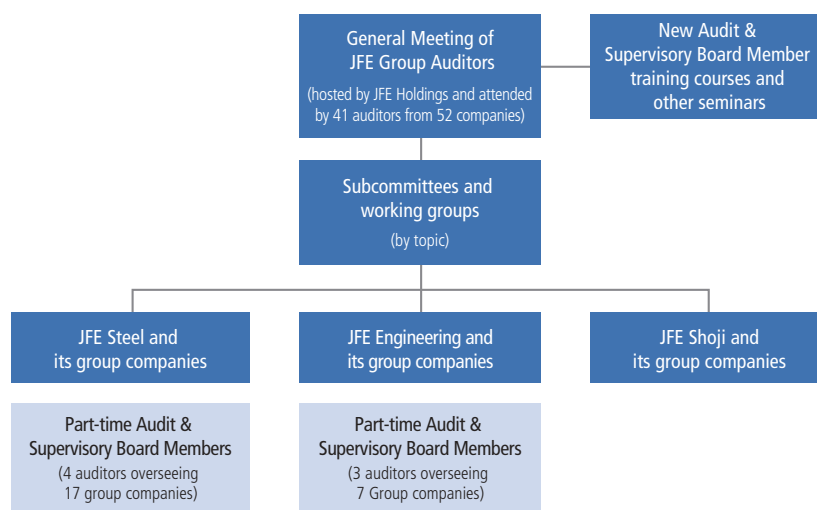 General Meeting of
JFE Group Auditors
(hosted by JFE Holdings and attended
by 41 auditors from 52 companies)
New Audit &
Supervisory Board Member
training courses and
other seminars
Subcommittees and
working groups
(by topic)
JFE Steel and
its group companies
JFE Engineering and
its group companies
JFE Shoji and
its group companies
Part-time Audit &
Supervisory Board Members
(4 auditors overseeing
17 group companies)
Part-time Audit &
Supervisory Board Members
(3 auditors overseeing
7 Group companies)